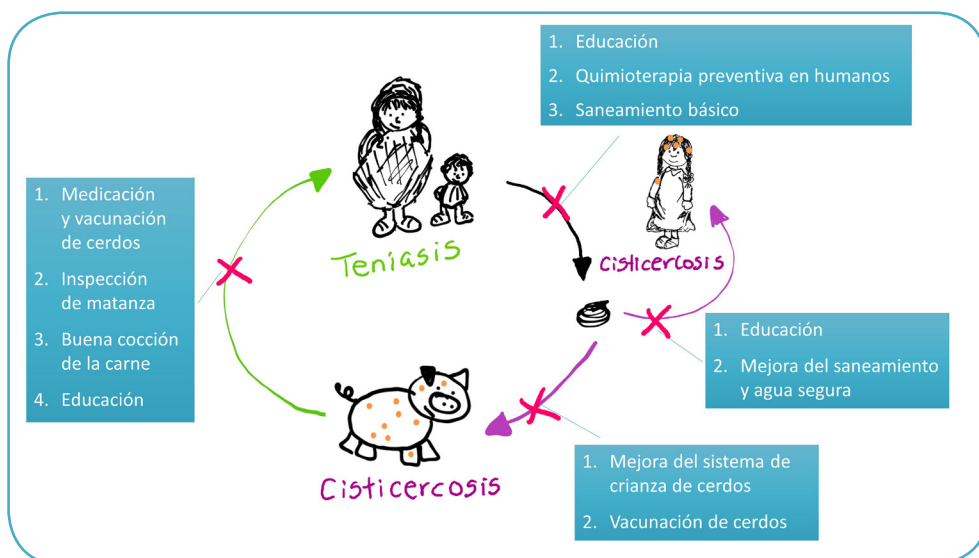 1. Educación
2. Quimioterapia preventiva en humanos
3. Saneamiento básico
1. Medicación
y vacunación
de cerdos
2. Inspección
de matanza
3. Buena cocción
de la carne
4. Educación
Teniasis
Cisticercosis
1. Educación
2. Mejora del saneamiento
y agua segura
Cisticercosis
1. Mejora del sistema de
crianza de cerdos
2. Vacunación de cerdos